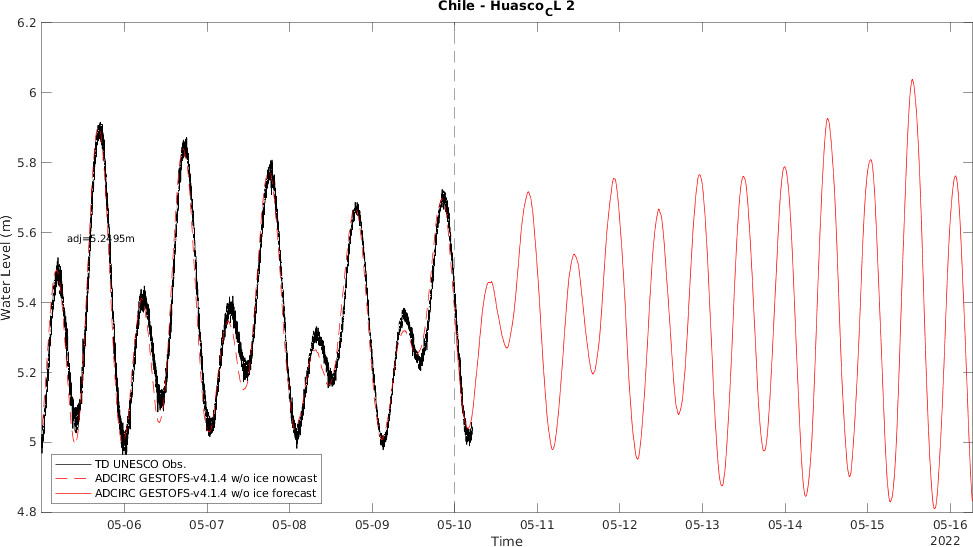 Chile - HuascoCL 2
6.2
6
5.8
5.6
5.4
5.2
5
4.8
Water Level (m)
adj=5.2495m
TD UNESCO Obs.
ADCIRC GESTOFS-v4.1.4 w/o ice nowcast
ADCIRC GESTOFS-v4.1.4 w/o ice forecast
05-06 05-07 05-08 05-09 05-10 05-11 05-12 05-13 05-14 05-15 05-16
Time
2022